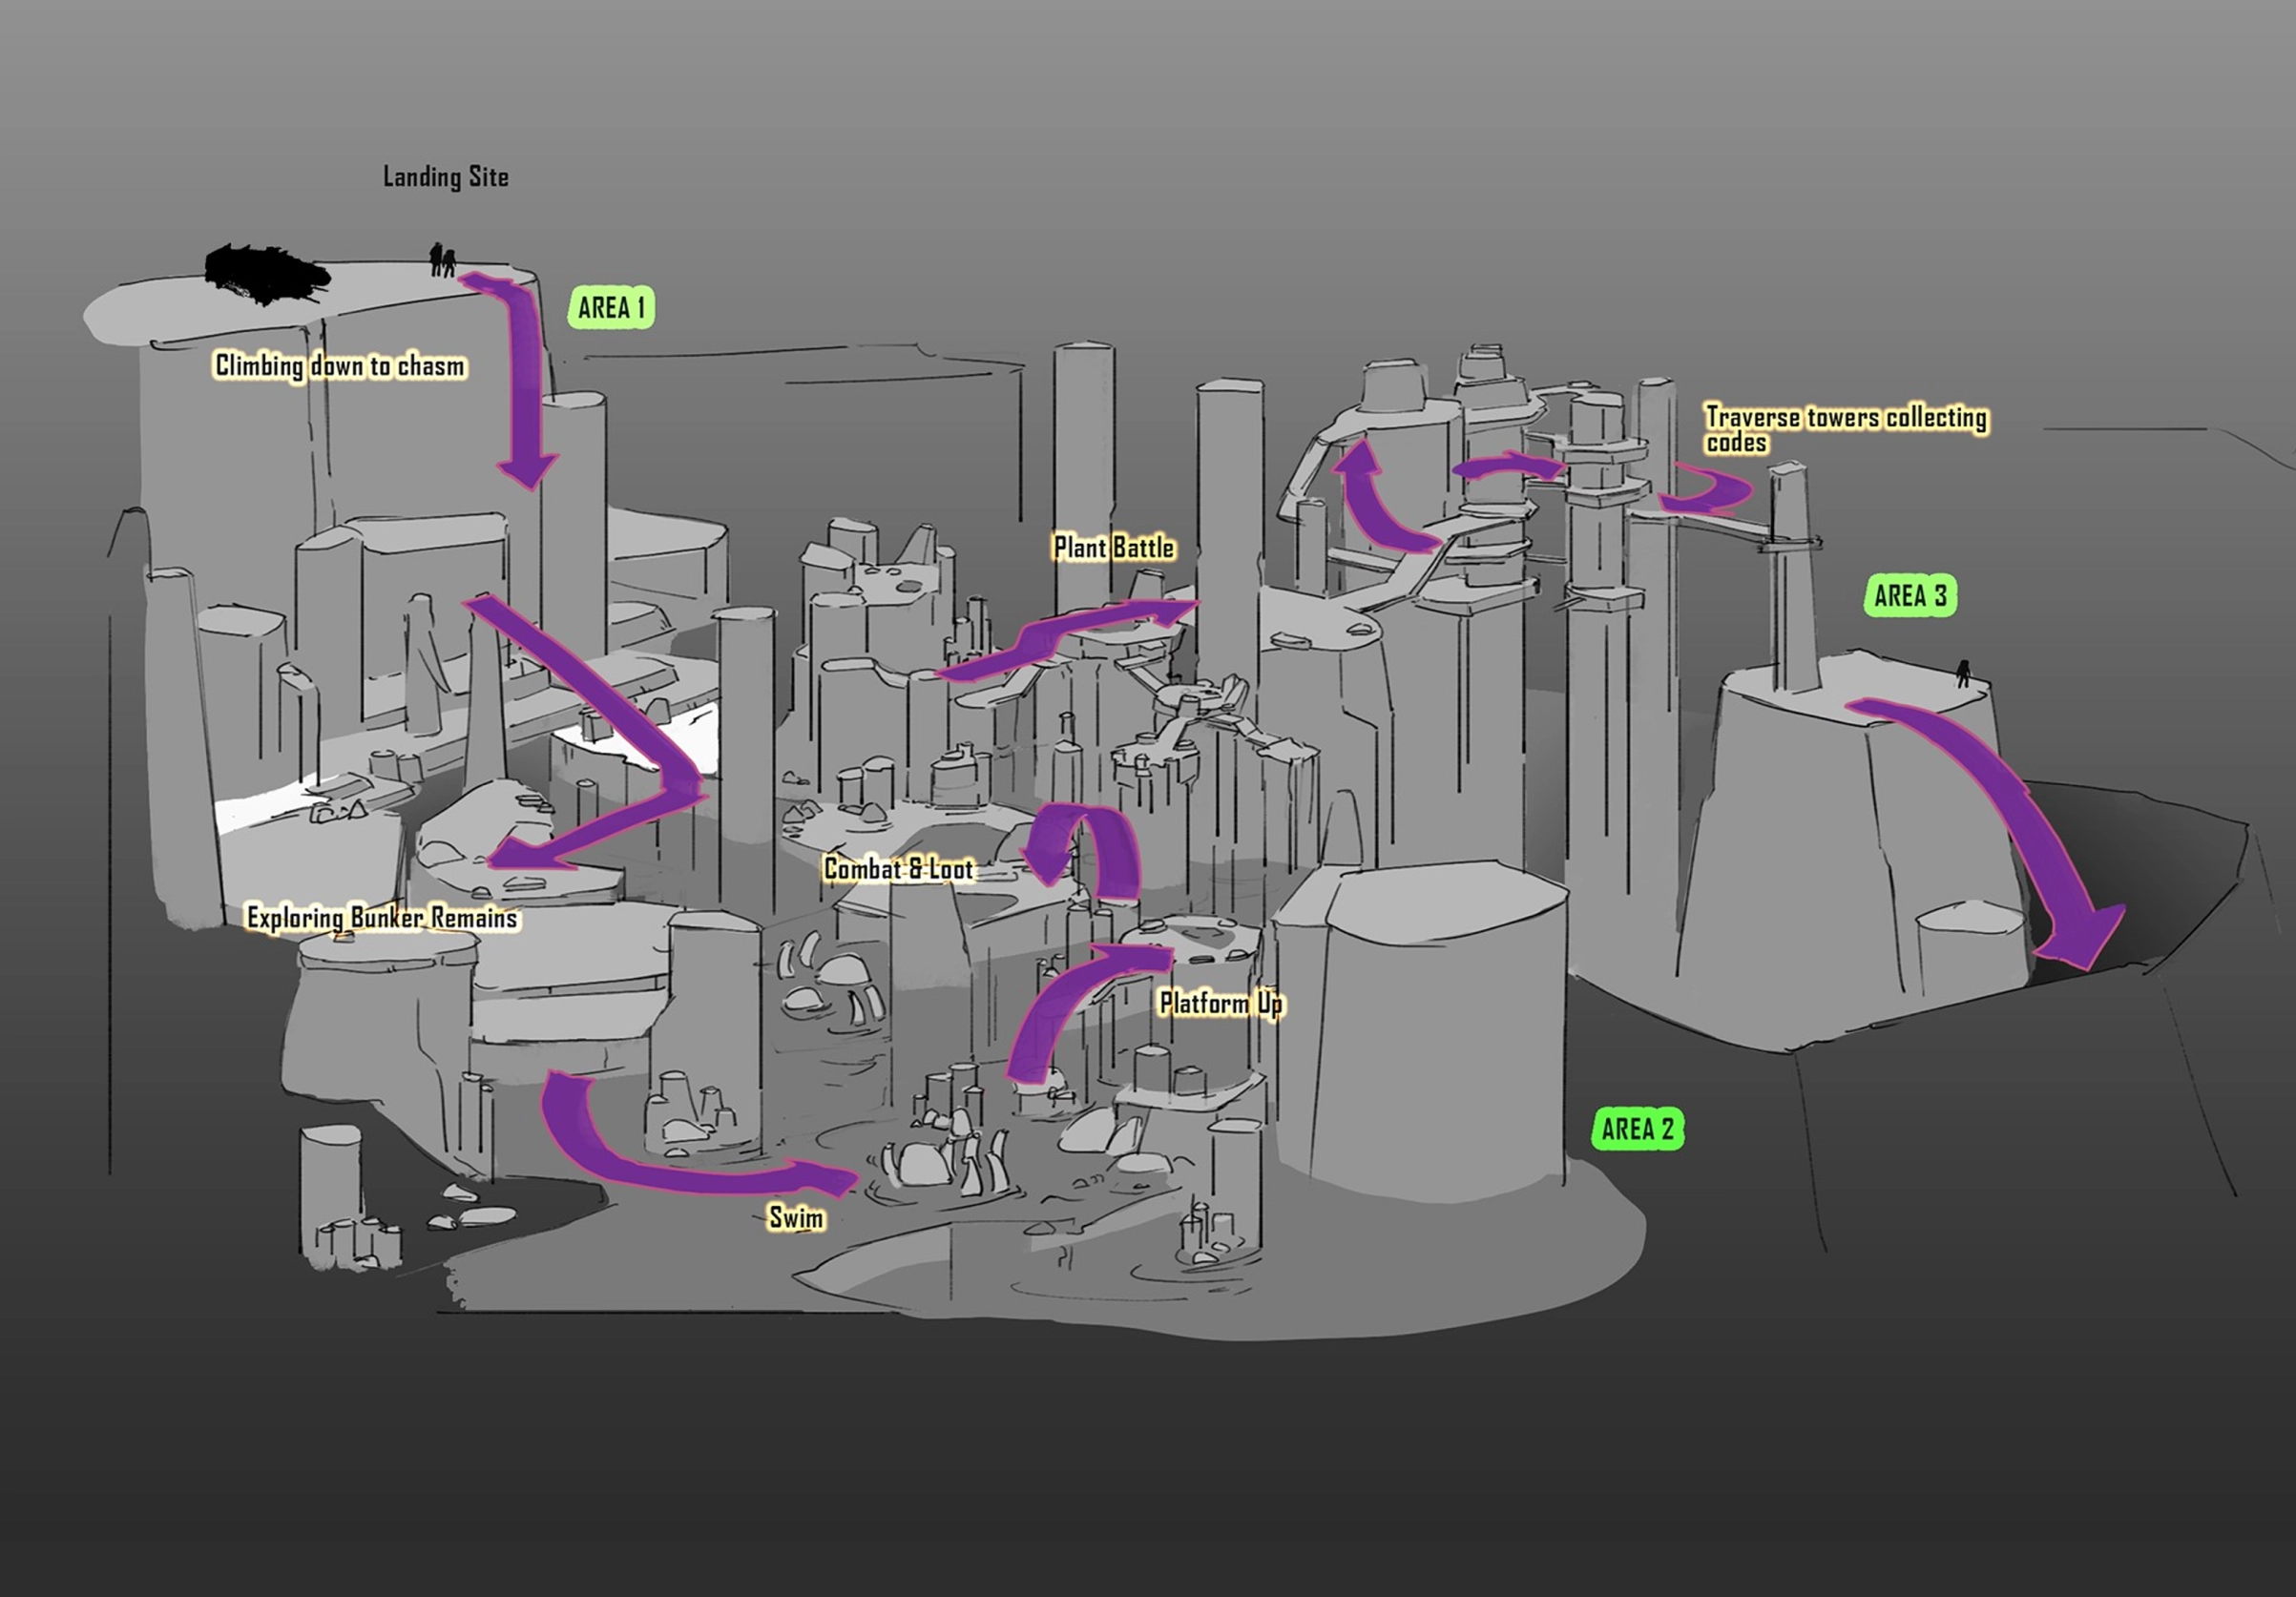 Landing Site
AREA 1
Climbing down to chasm
Traverse towers collecting
codes
Plant Battle
AREA 3
Combat & Loot
Exploring Bunker Remains
Platform Up
AREA 2
Swim